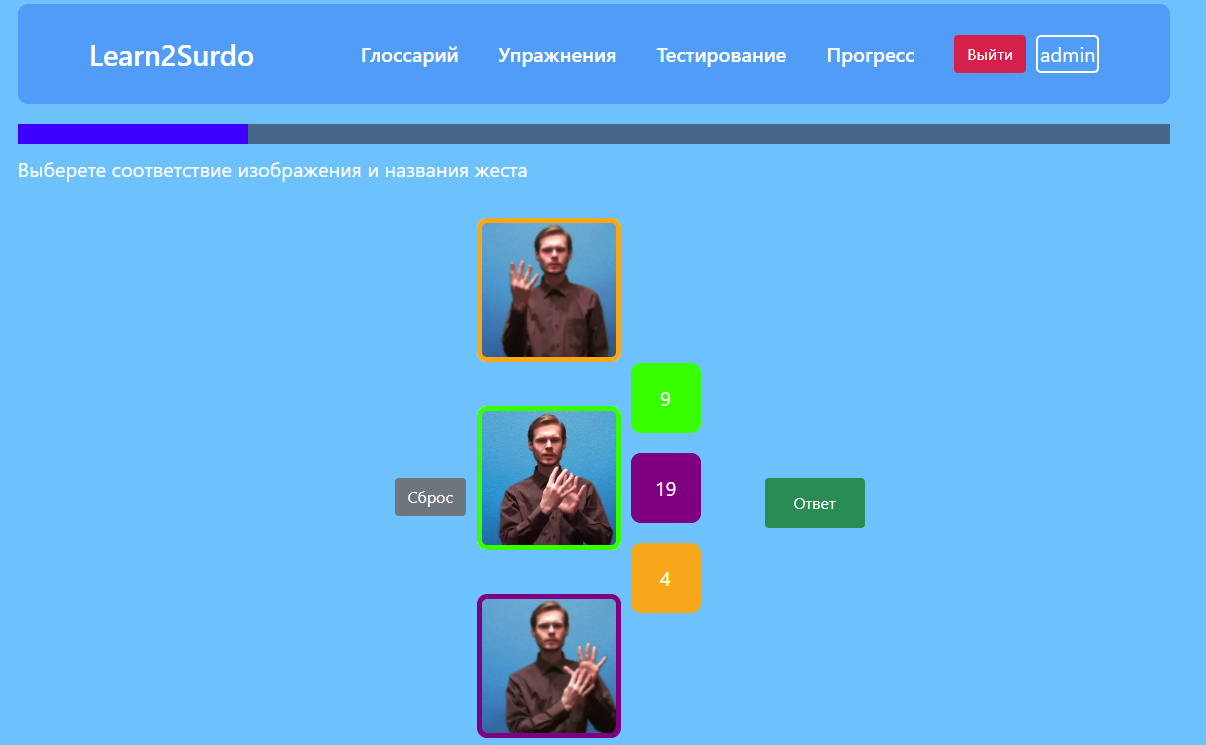 Learn2Surdo
Глоссарий
Упражнения
Тестирование
Прогресс
Выйти
admin
Выберете соответствие изображения и названия жеста
9
19
4
Сброс
Ответ